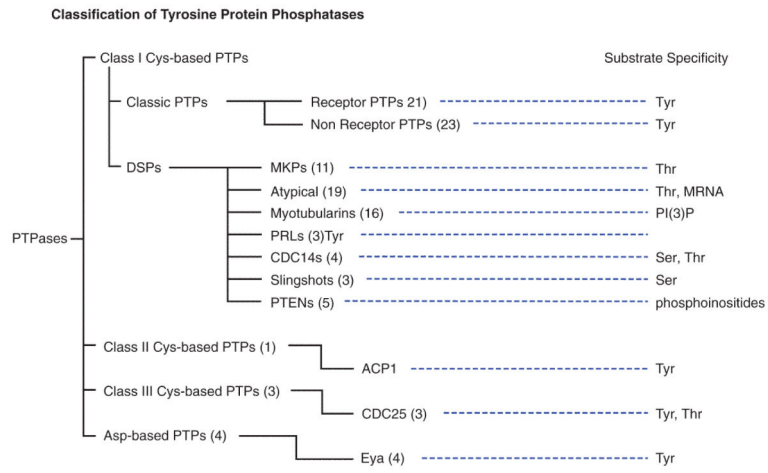 Classification of Tyrosine Protein Phosphatases
Class I Cys-based PTPs Substrate Specificity
Classic PTPs Receptor PTPs 21) Tyr
Non Receptor PTPs (23) Tyr
DSPs MKPs (11) Thr
Atypical (19) Thr, MRNA
Myotubularins (16) PI(3)P
PTPases PRLs (3)Tyr
CDC14s (4) Ser, Thr
Slingshots (3) Ser
PTENs (5) phosphoinositides
Class II Cys-based PTPs (1)
ACP1 Tyr
Class III Cys-based PTPs (3)
CDC25 (3) Tyr, Thr
Asp-based PTPs (4)
Eya (4) Tyr